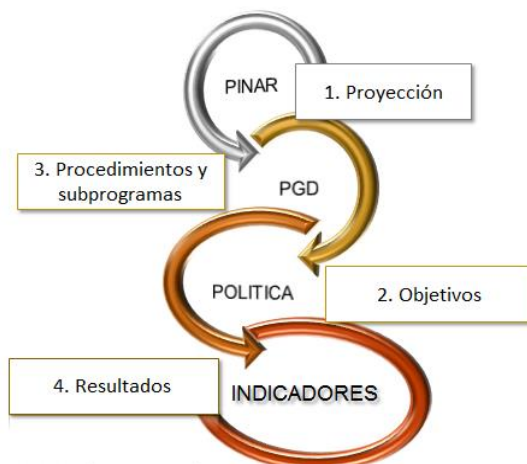 PINAR
1. Proyección
3. Procedimientos y
subprogramas
PGD
POLITICA
2. Objetivos
4. Resultados
INDICADORES